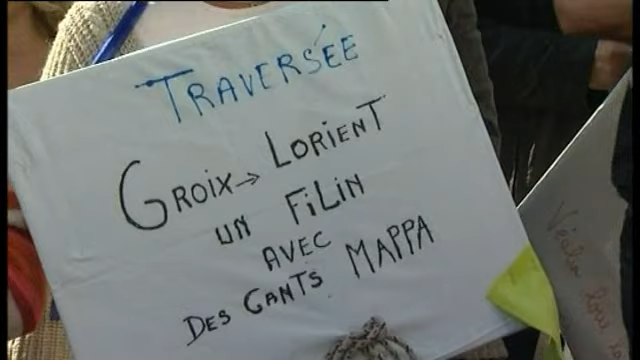 TRAVERSÉE
GROIX → LORIENT
UN FILIN
AVEC
DES GANTS MAPPA